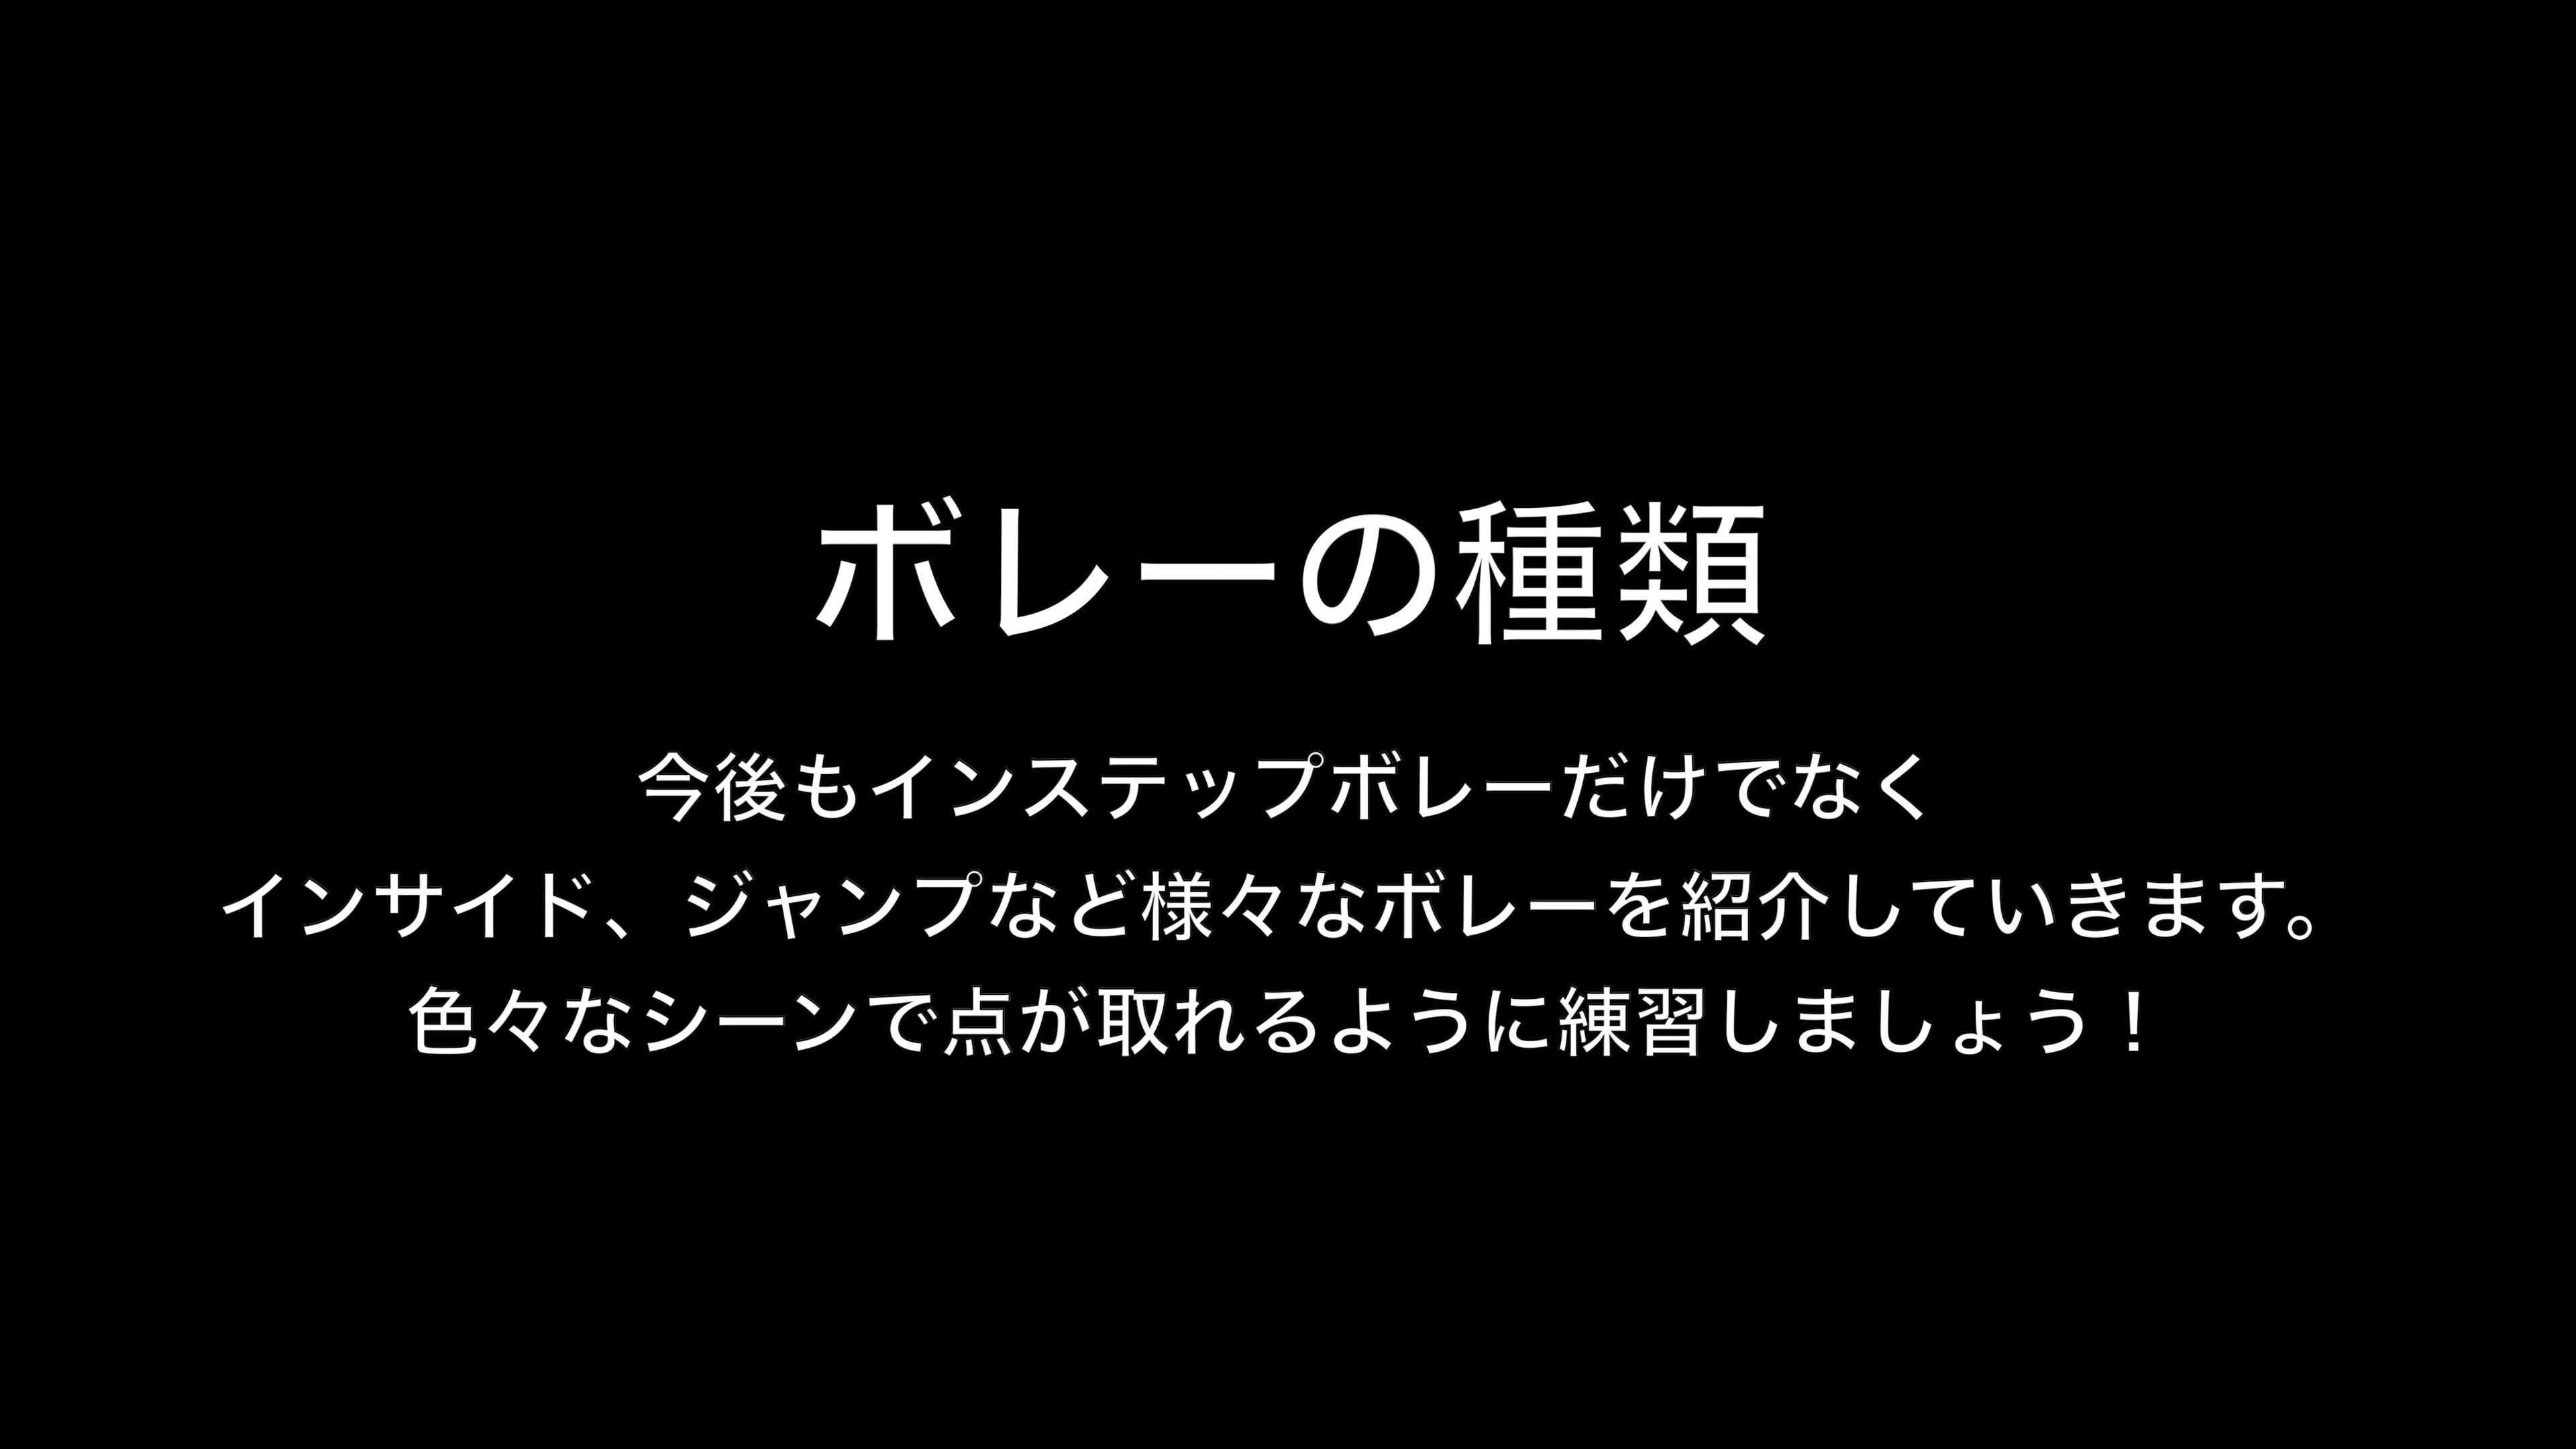 ボレーの種類
今後もインステップボレーだけでなく
インサイド、ジャンプなど様々なボレーを紹介していきます。
色々なシーンで点が取れるように練習しましょう！